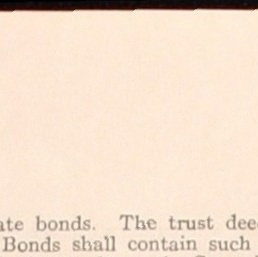 ate bonds. The trust dee
Bonds shall contain such